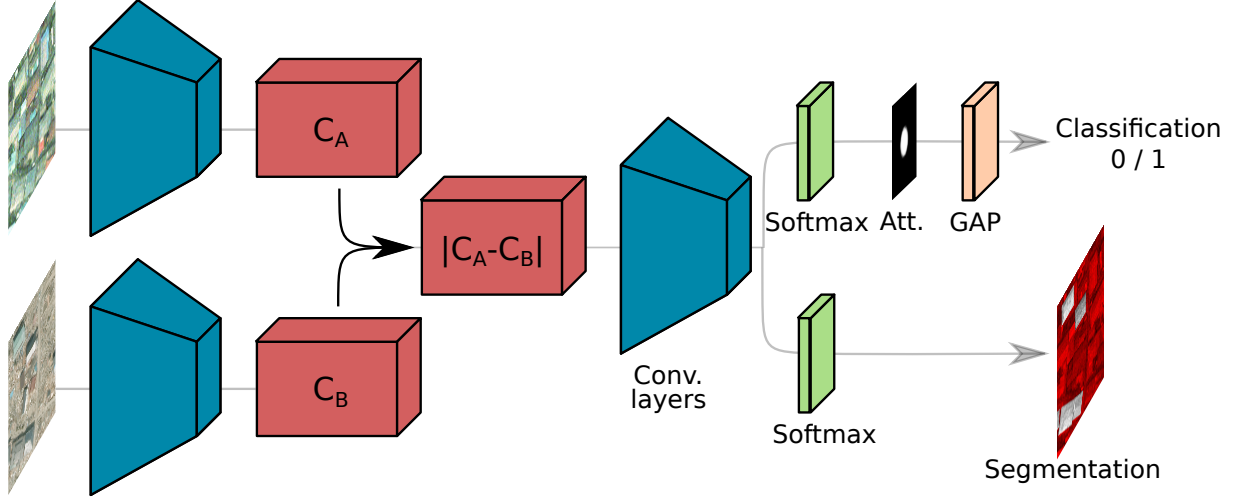 C_A
C_B
|C_A-C_B|
Conv.
layers
Softmax
Att.
GAP
Classification
0 / 1
Softmax
Segmentation